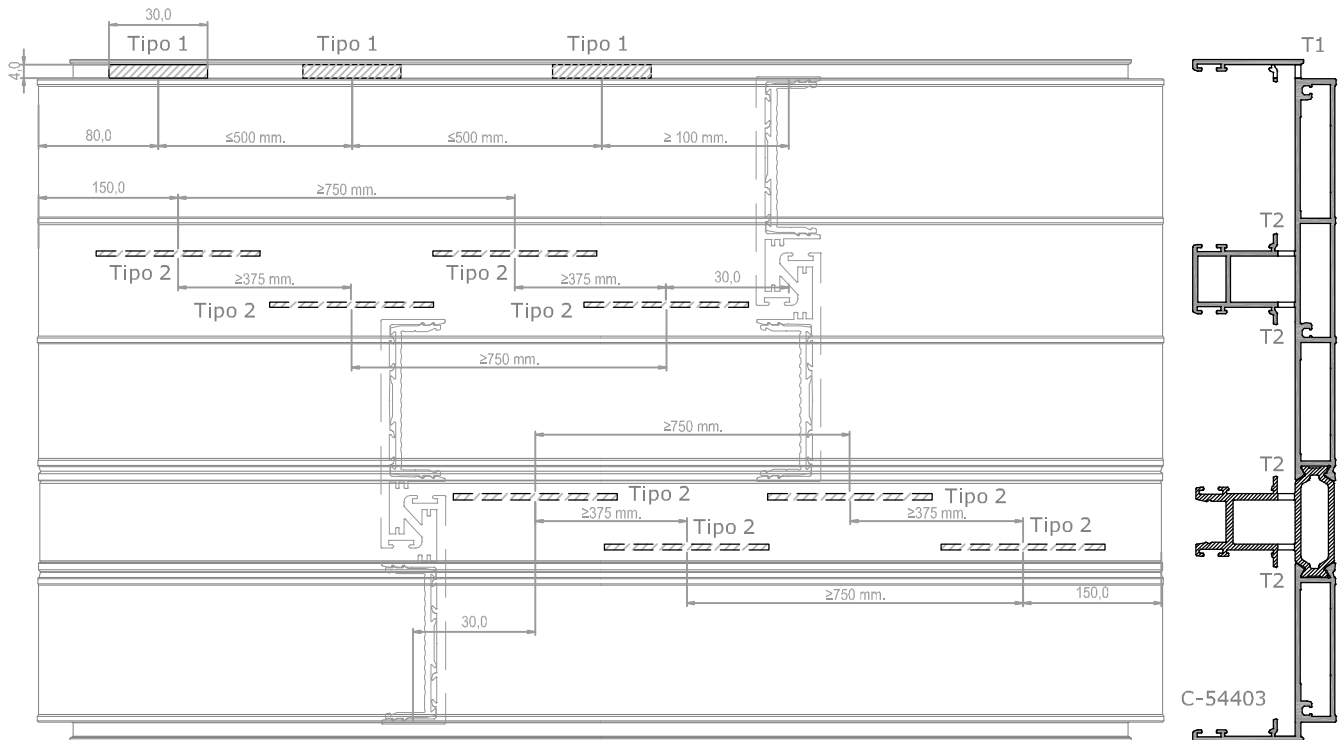 30,0
Tipo 1 Tipo 1 Tipo 1 T1
4,0
80,0 ≤500 mm. ≤500 mm. ≥ 100 mm.
150,0 ≥750 mm.
T2
Tipo 2 Tipo 2
≥375 mm. ≥375 mm. 30,0
Tipo 2 Tipo 2
T2
≥750 mm.
≥750 mm.
T2
Tipo 2 Tipo 2
≥375 mm. ≥375 mm.
Tipo 2 Tipo 2
T2
≥750 mm. 150,0
30,0
C-54403